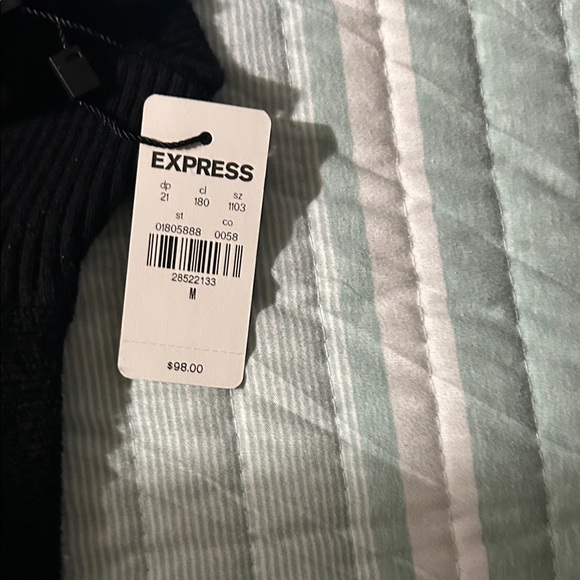 EXPRESS
dp cl sz
21 180 1103
st co
01805888 0058
28522133
M
$98.00